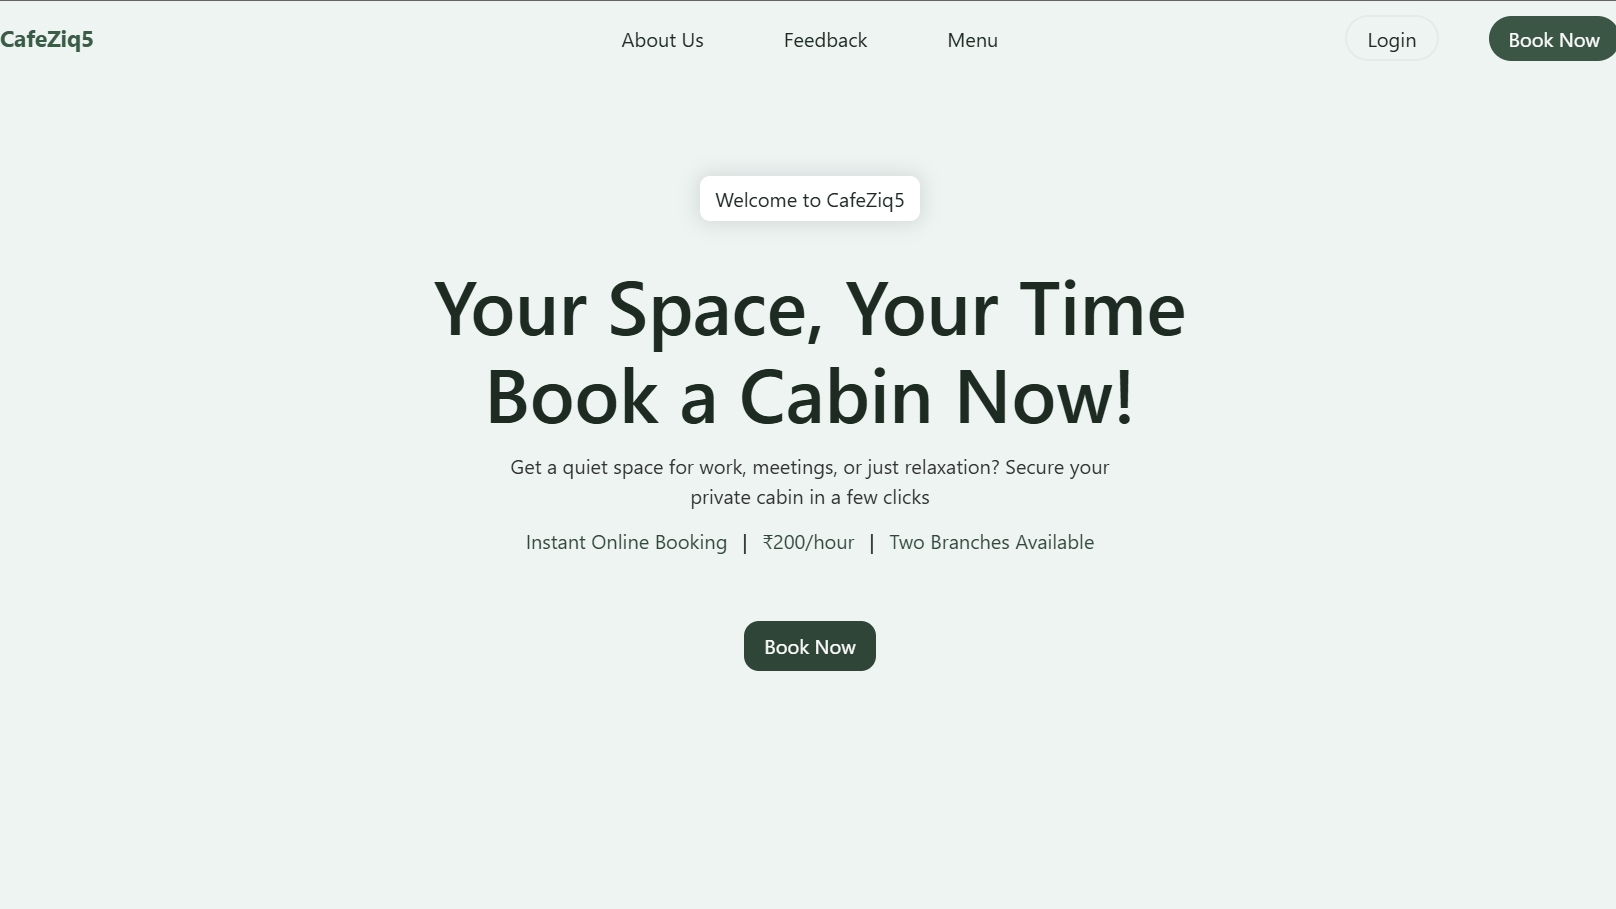 CafeZiq5
About Us
Feedback
Menu
Login
Book Now
Welcome to CafeZiq5
Your Space, Your Time
Book a Cabin Now!
Get a quiet space for work, meetings, or just relaxation? Secure your
private cabin in a few clicks
Instant Online Booking | ₹200/hour | Two Branches Available
Book Now